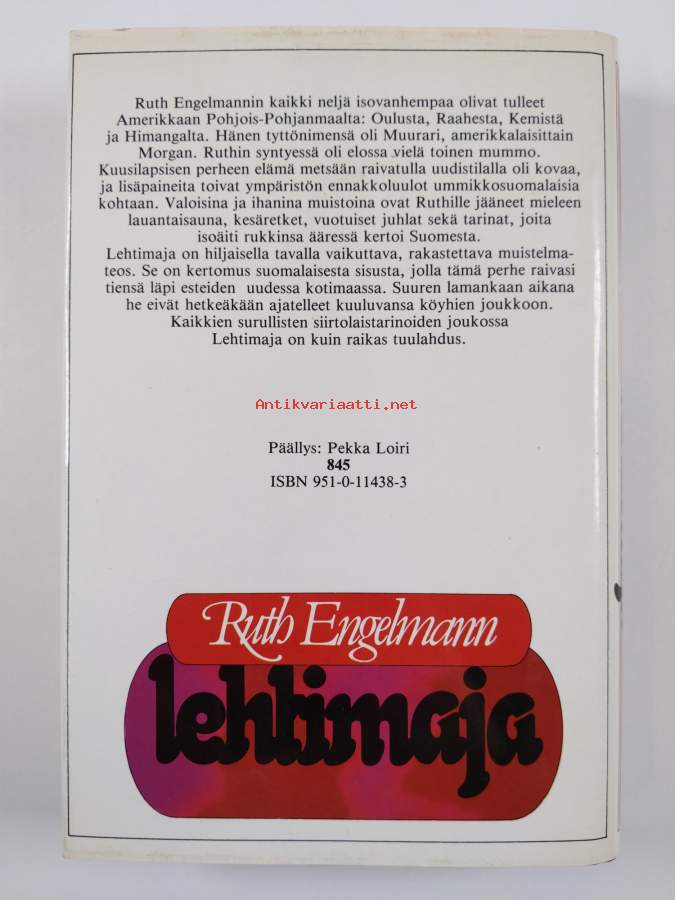 Ruth Engelmannin kaikki neljä isovanhempaa olivat tulleet
Amerikkaan Pohjois-Pohjanmaalta: Oulusta, Raahesta, Kemistä
ja Himangalta. Hänen tyttönimensä oli Muurari, amerikkalaisittain
Morgan. Ruthin syntyessä oli elossa vielä toinen mummo.
Kuusilapsisen perheen elämä metsään raivatulla uudistilalla oli kovaa,
ja lisäpaineita toivat ympäristön ennakkoluulot ummikkosuomalaisia
kohtaan. Valoisina ja ihanina muistoina ovat Ruthille jääneet mieleen
lauantaisauna, kesäretket, vuotuiset juhlat sekä tarinat, joita
isoäiti rukkinsa ääressä kertoi Suomesta.
Lehtimaja on hiljaisella tavalla vaikuttava, rakastettava muistelma-
teos. Se on kertomus suomalaisesta sisusta, jolla tämä perhe raivasi
tiensä läpi esteiden uudessa kotimaassa. Suuren lamankaan aikana
he eivät hetkeäkään ajatelleet kuuluvansa köyhien joukkoon.
Kaikkien surullisten siirtolaistarinoiden joukossa
Lehtimaja on kuin raikas tuulahdus.
Antikvariaatti.net
Päällys: Pekka Loiri
845
ISBN 951-0-11438-3
Ruth Engelmann
lehtimaja